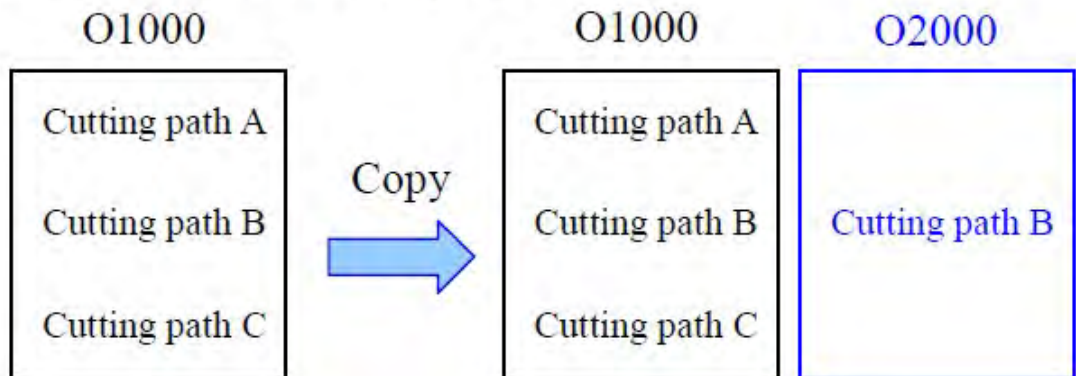 O1000
Cutting path A
Cutting path B
Cutting path C
Copy
O1000
Cutting path A
Cutting path B
Cutting path C
O2000
Cutting path B